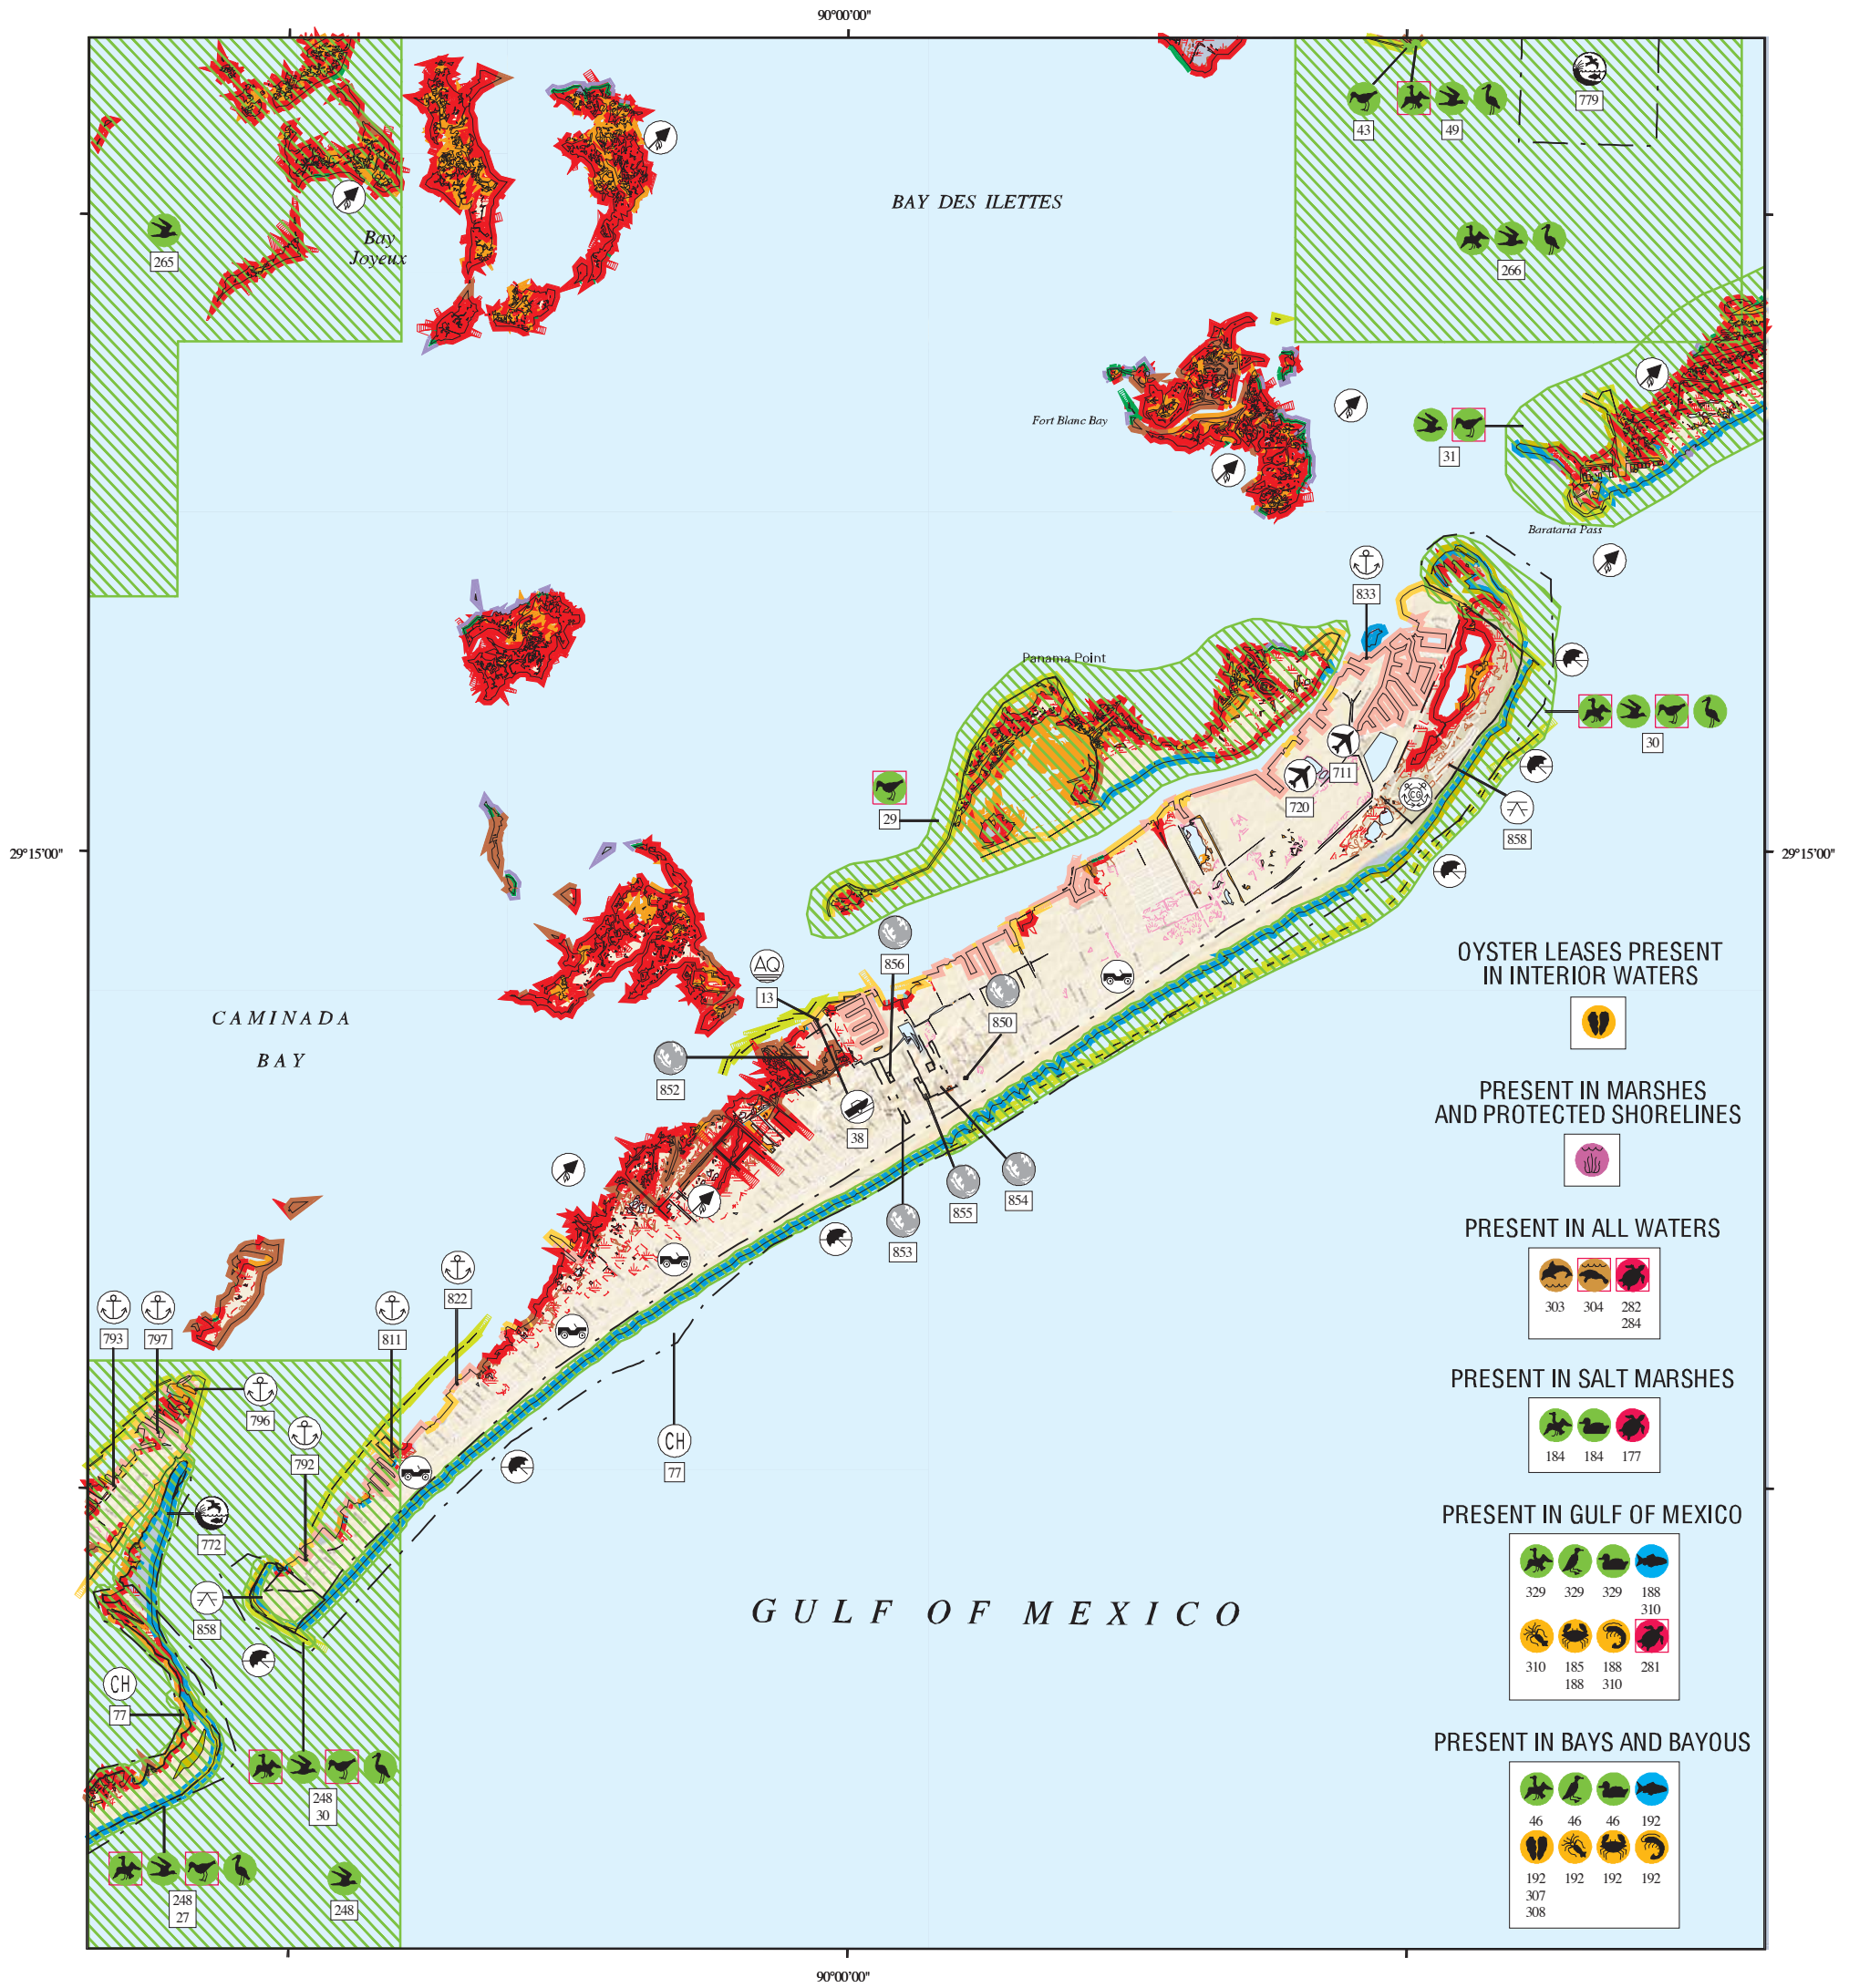 90°00'00"
779
43
49
BAY DES ILETTES
265
Bay
Joyeux
266
Fort Blanc Bay
31
Barataria Pass
833
Panama Point
30
711
720
29
858
29°15'00"
29°15'00"
OYSTER LEASES PRESENT
IN INTERIOR WATERS
856
AQ
13
CG
850
CAMINADA
BAY
852
38
PRESENT IN MARSHES
AND PROTECTED SHORELINES
854
855
853
PRESENT IN ALL WATERS
303 304 282
284
822
793 797 811
796
792
CH
77
PRESENT IN SALT MARSHES
184 184 177
772
858
PRESENT IN GULF OF MEXICO
329 329 329 188
310
310 185 188 281
188 310
GULF OF MEXICO
CH
77
248
30
PRESENT IN BAYS AND BAYOUS
46 46 46 192
192 192 192 192
307
308
248
27
248
90°00'00"